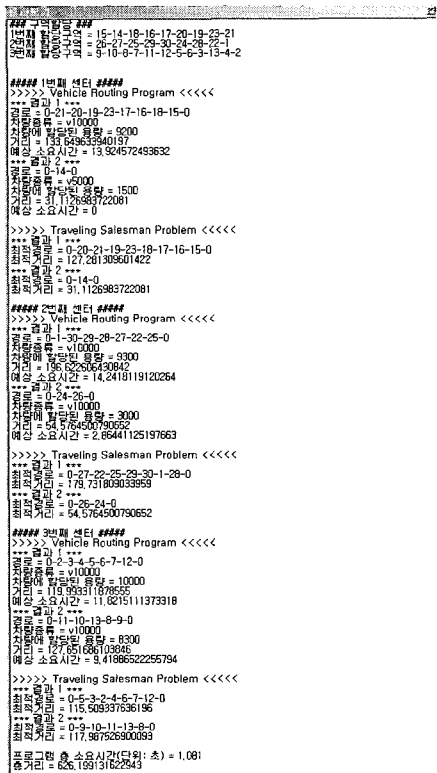 ### 구역할당 ###
1번째 할당구역 = 15-14-18-16-17-20-19-23-21
2번째 할당구역 = 26-27-25-29-30-24-28-22-1
3번째 할당구역 = 9-10-8-7-11-12-5-6-3-13-4-2
##### 1번째 센터 #####
>>>>> Vehicle Routing Program <<<<<
*** 결과 1 ***
경로 = 0-21-20-19-23-17-16-18-15-0
차량종류 = v10000
차량에 할당된 용량 = 9200
거리 = 133,649633940197
예상 소요시간 = 13,924572493632
*** 결과 2 ***
경로 = 0-14-0
차량종류 = v5000
차량에 할당된 용량 = 1500
거리 = 31,1126983722081
예상 소요시간 = 0
>>>>> Traveling Salesman Problem <<<<<
*** 결과 1 ***
최적경로 = 0-20-21-19-23-18-17-16-15-0
최적거리 = 127,281309601422
*** 결과 2 ***
최적경로 = 0-14-0
최적거리 = 31,1126983722081
##### 2번째 센터 #####
>>>>> Vehicle Routing Program <<<<<
*** 결과 1 ***
경로 = 0-1-30-29-28-27-22-25-0
차량종류 = v10000
차량에 할당된 용량 = 9300
거리 = 196,622606430842
예상 소요시간 = 14,2418119120264
*** 결과 2 ***
경로 = 0-24-26-0
차량종류 = v10000
차량에 할당된 용량 = 3000
거리 = 54,5764500790652
예상 소요시간 = 2,86441125197663
>>>>> Traveling Salesman Problem <<<<<
*** 결과 1 ***
최적경로 = 0-27-22-25-29-30-1-28-0
최적거리 = 179,731809033959
*** 결과 2 ***
최적경로 = 0-26-24-0
최적거리 = 54,5764500790652
##### 3번째 센터 #####
>>>>> Vehicle Routing Program <<<<<
*** 결과 1 ***
경로 = 0-2-3-4-5-6-7-12-0
차량종류 = v10000
차량에 할당된 용량 = 10000
거리 = 119,993311878555
예상 소요시간 = 11,8215111373318
*** 결과 2 ***
경로 = 0-11-10-13-8-9-0
차량종류 = v10000
차량에 할당된 용량 = 8300
거리 = 127,651686103846
예상 소요시간 = 9,41886522255794
>>>>> Traveling Salesman Problem <<<<<
*** 결과 1 ***
최적경로 = 0-5-3-2-4-6-7-12-0
최적거리 = 115,509337636196
*** 결과 2 ***
최적경로 = 0-9-10-11-13-8-0
최적거리 = 117,987526900093
프로그램 총 소요시간(단위: 초) = 1,081
총거리 = 626,199131622943